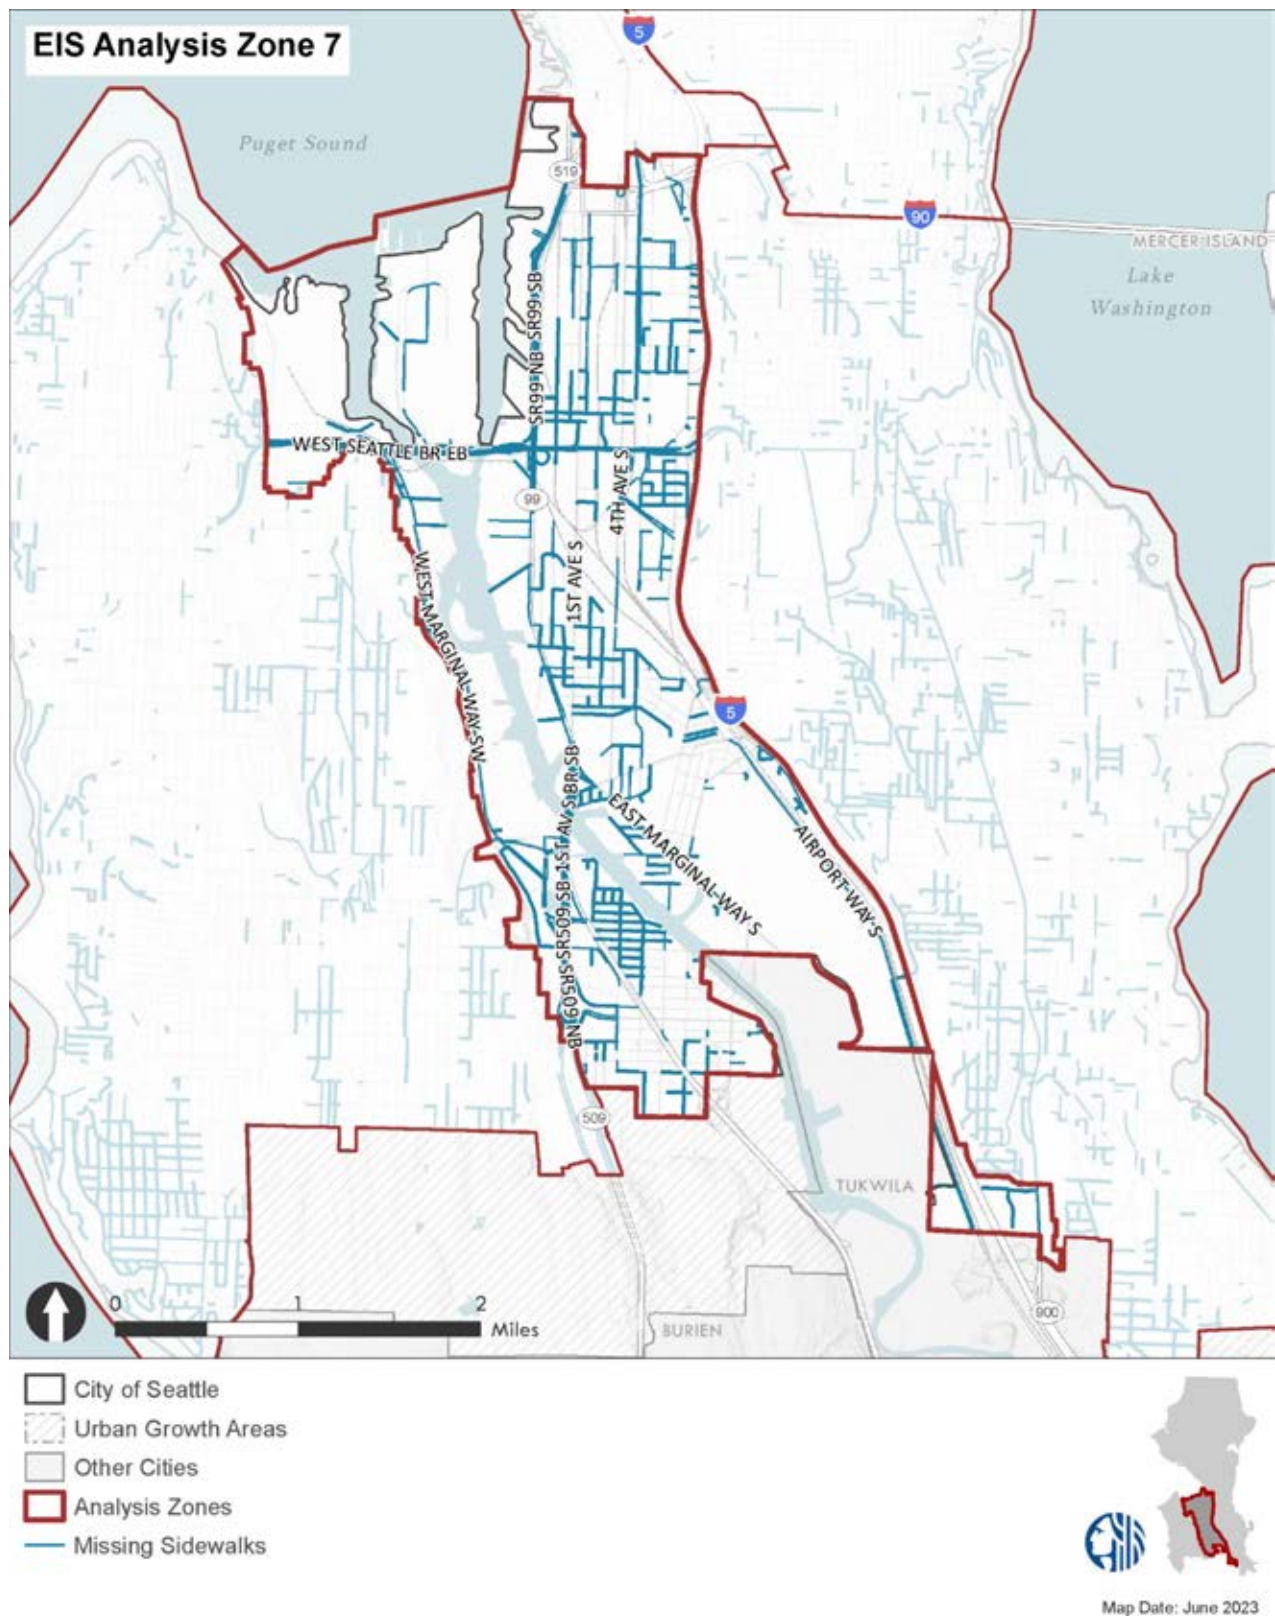 EIS Analysis Zone 7
5
Puget Sound
519
90
MERCER ISLAND
Lake
Washington
SR99 NB SR99 SB
WEST SEATTLE BR EB
99
4TH AVE S
1ST AVE S
WEST MARGINAL WAY SW
5
SR509 NB SR509 SB 1ST AV S BR SB
EAST MARGINAL WAY S
AIRPORT WAY S
509
TUKWILA
900
BURIEN
0 1 2
Miles
City of Seattle
Urban Growth Areas
Other Cities
Analysis Zones
Missing Sidewalks
Map Date: June 2023